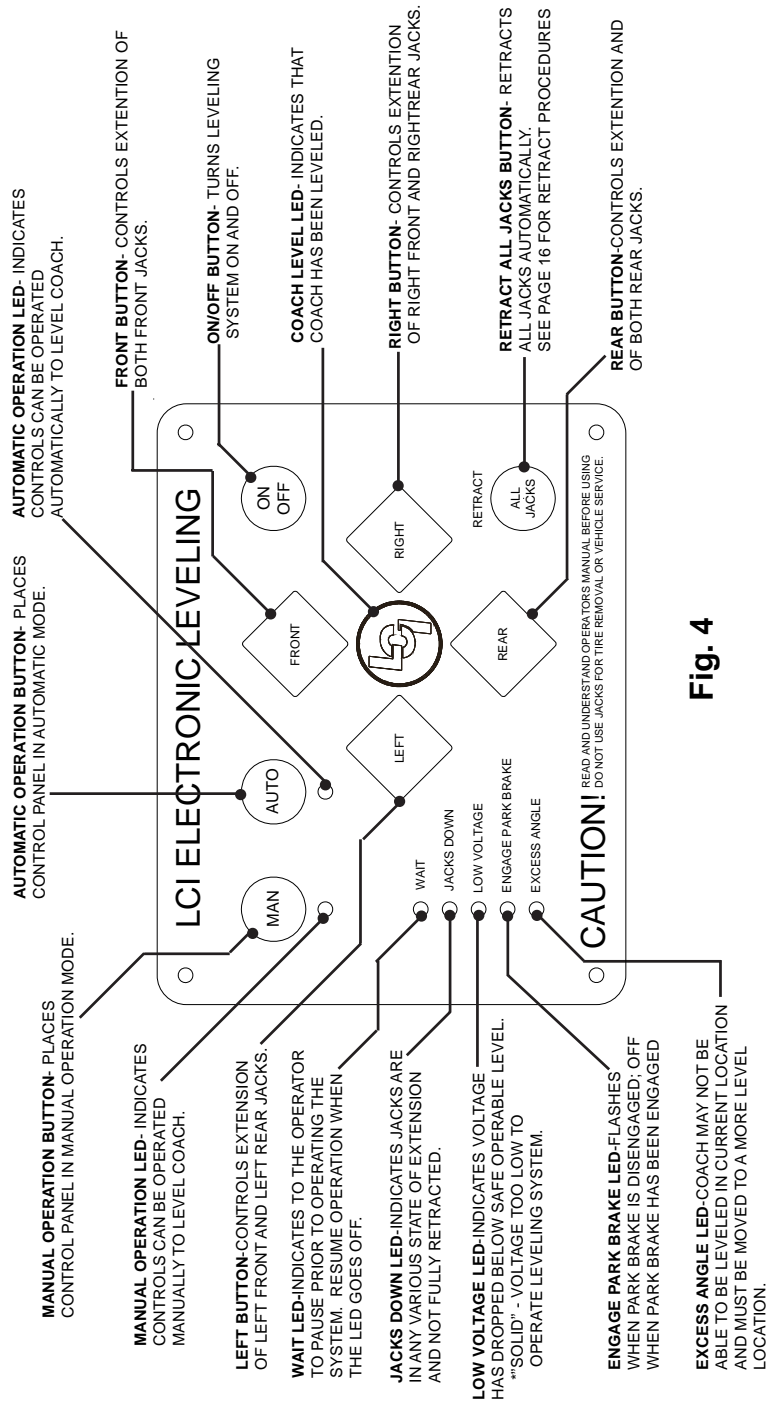 MANUAL OPERATION BUTTON- PLACES
CONTROL PANEL IN MANUAL OPERATION MODE.
AUTOMATIC OPERATION BUTTON- PLACES
CONTROL PANEL IN AUTOMATIC MODE.
AUTOMATIC OPERATION LED- INDICATES
CONTROLS CAN BE OPERATED
AUTOMATICALLY TO LEVEL COACH.
MANUAL OPERATION LED- INDICATES
CONTROLS CAN BE OPERATED
MANUALLY TO LEVEL COACH.
LEFT BUTTON-CONTROLS EXTENSION
OF LEFT FRONT AND LEFT REAR JACKS.
WAIT LED-INDICATES TO THE OPERATOR
TO PAUSE PRIOR TO OPERATING THE
SYSTEM. RESUME OPERATION WHEN
THE LED GOES OFF.
JACKS DOWN LED-INDICATES JACKS ARE
IN ANY VARIOUS STATE OF EXTENSION
AND NOT FULLY RETRACTED.
LOW VOLTAGE LED-INDICATES VOLTAGE
HAS DROPPED BELOW SAFE OPERABLE LEVEL.
*"SOLID" - VOLTAGE TOO LOW TO
OPERATE LEVELING SYSTEM.
ENGAGE PARK BRAKE LED-FLASHES
WHEN PARK BRAKE IS DISENGAGED; OFF
WHEN PARK BRAKE HAS BEEN ENGAGED
EXCESS ANGLE LED-COACH MAY NOT BE
ABLE TO BE LEVELED IN CURRENT LOCATION
AND MUST BE MOVED TO A MORE LEVEL
LOCATION.
LCI ELECTRONIC LEVELING
MAN
AUTO
ON
OFF
FRONT
LEFT
RIGHT
REAR
WAIT
JACKS DOWN
LOW VOLTAGE
ENGAGE PARK BRAKE
EXCESS ANGLE
RETRACT
ALL
JACKS
CAUTION!
READ AND UNDERSTAND OPERATORS MANUAL BEFORE USING
DO NOT USE JACKS FOR TIRE REMOVAL OR VEHICLE SERVICE.
FRONT BUTTON- CONTROLS EXTENTION OF
BOTH FRONT JACKS.
ON/OFF BUTTON- TURNS LEVELING
SYSTEM ON AND OFF.
COACH LEVEL LED- INDICATES THAT
COACH HAS BEEN LEVELED.
RIGHT BUTTON- CONTROLS EXTENTION
OF RIGHT FRONT AND RIGHTREAR JACKS.
RETRACT ALL JACKS BUTTON- RETRACTS
ALL JACKS AUTOMATICALLY.
SEE PAGE 16 FOR RETRACT PROCEDURES
REAR BUTTON-CONTROLS EXTENTION AND
OF BOTH REAR JACKS.
Fig. 4